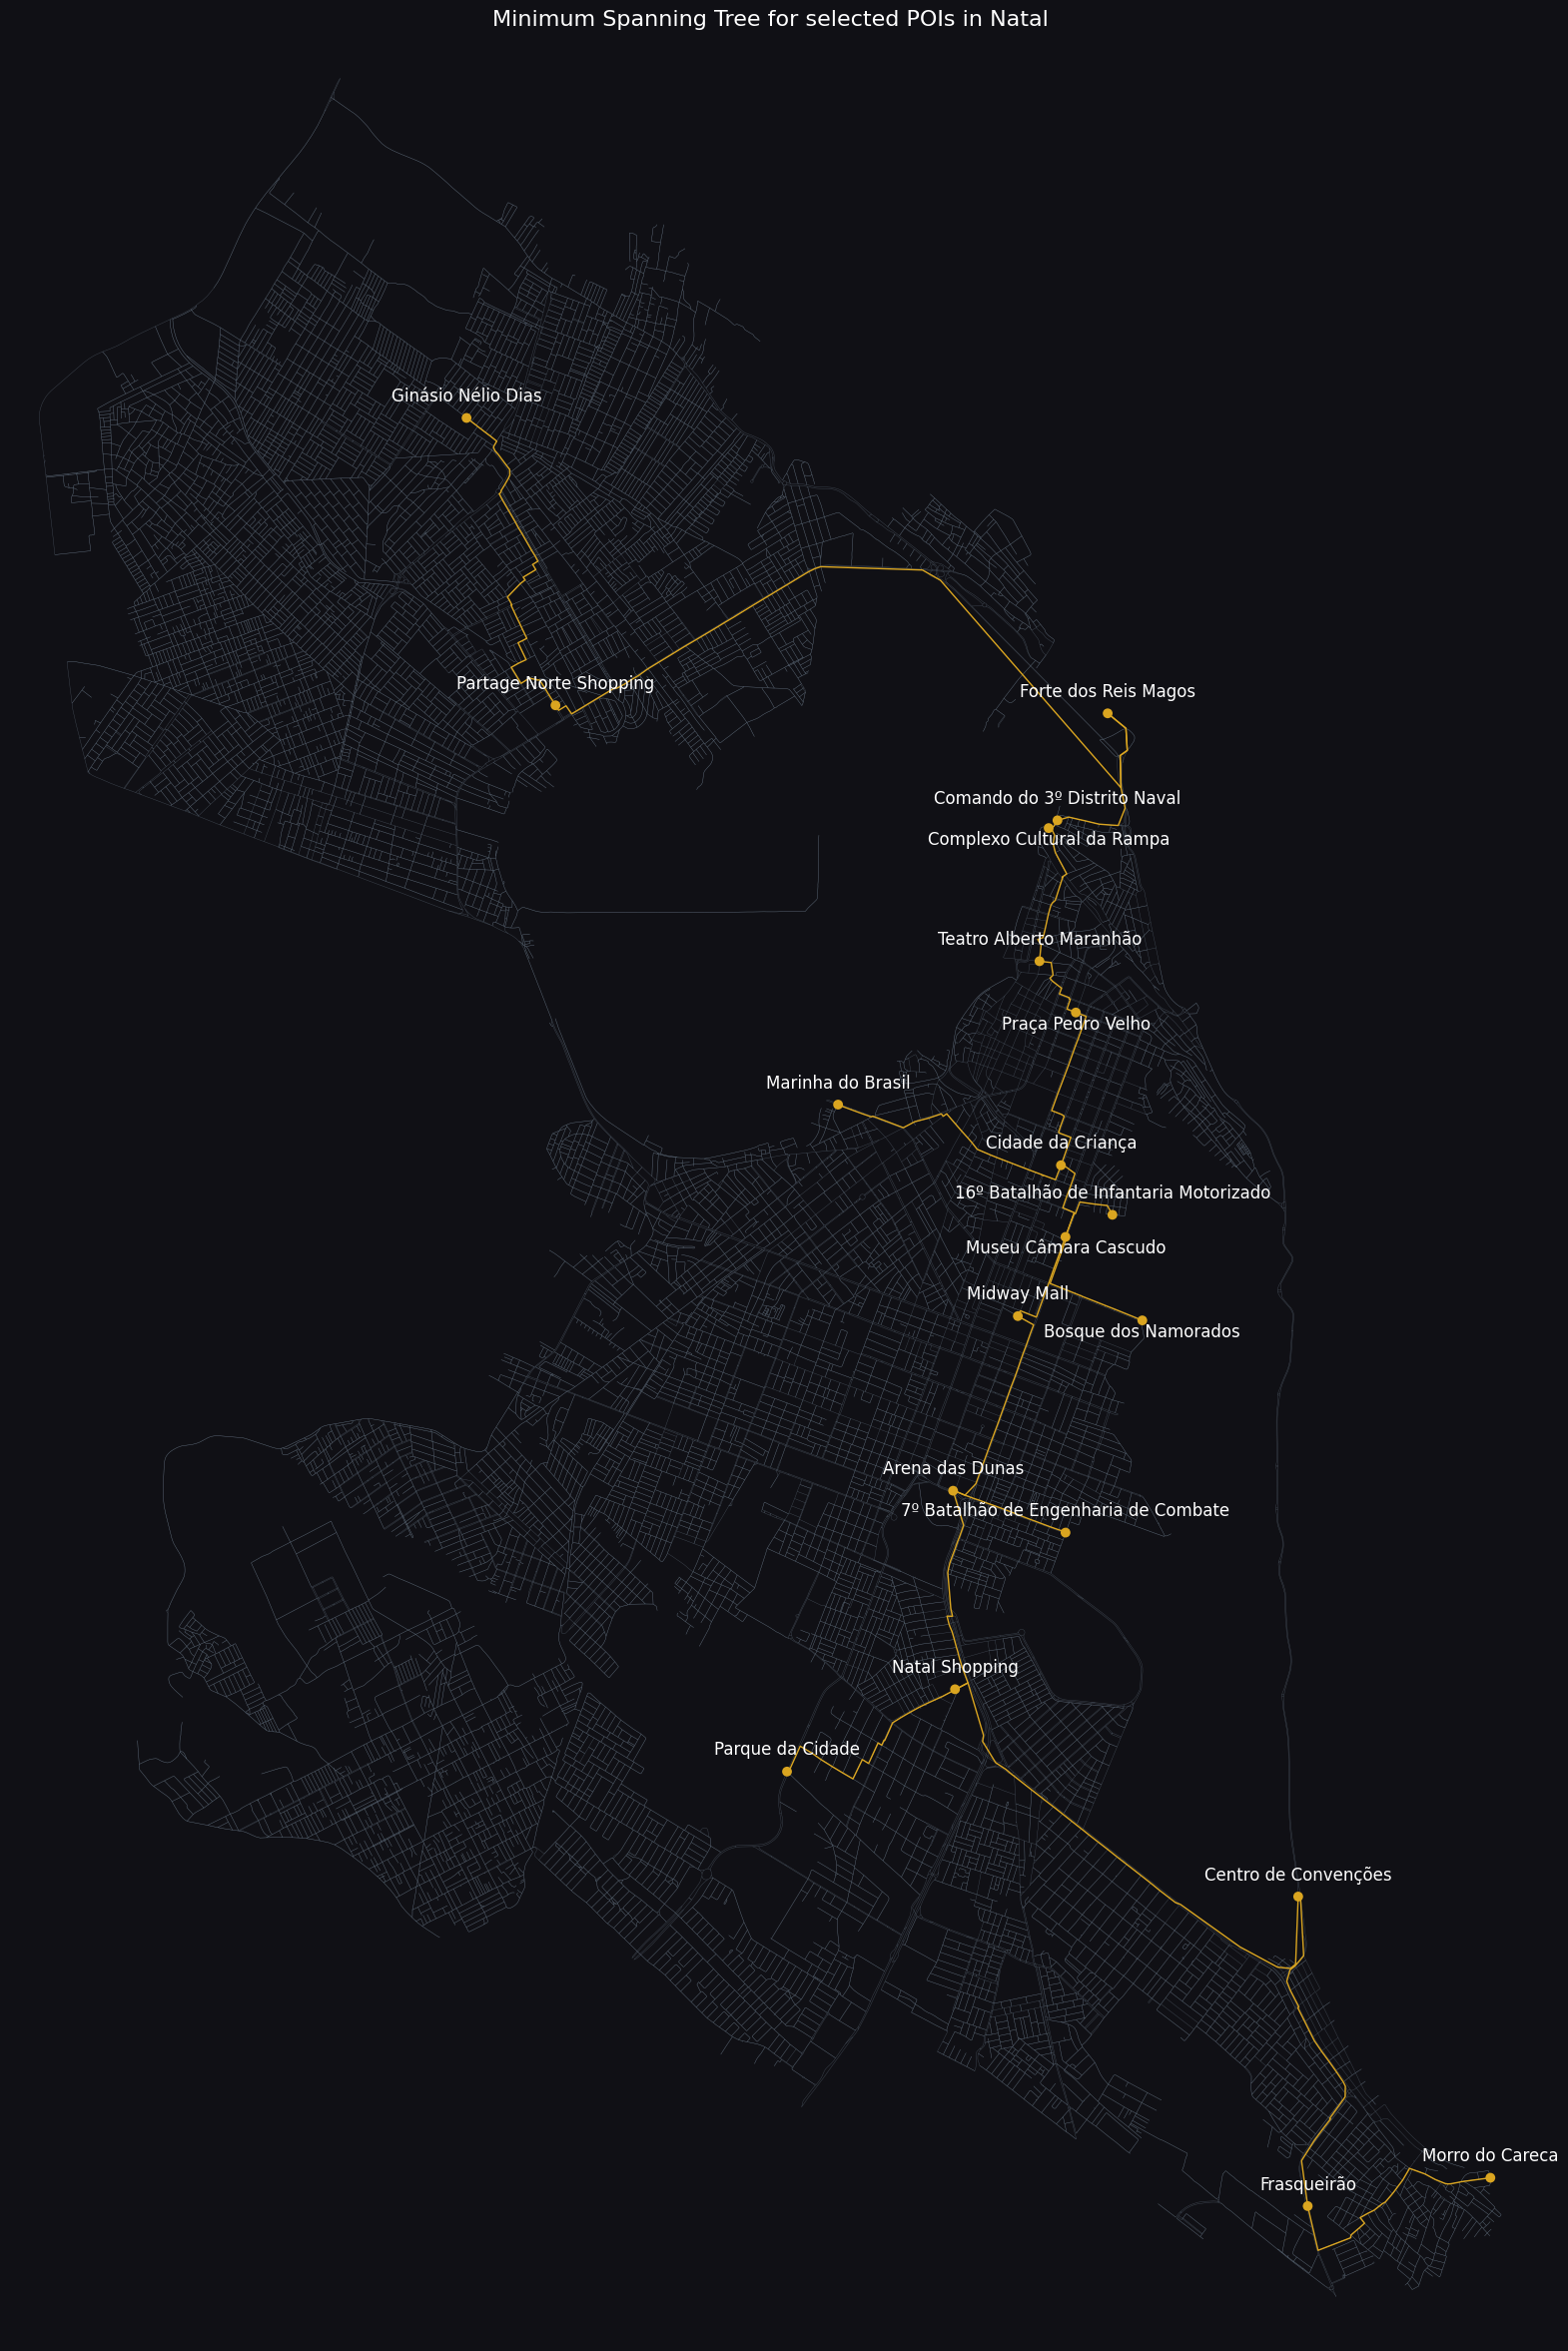 Minimum Spanning Tree for selected POIs in Natal
Ginásio Nélio Dias
Partage Norte Shopping
Forte dos Reis Magos
Comando do 3º Distrito Naval
Complexo Cultural da Rampa
Teatro Alberto Maranhão
Praça Pedro Velho
Marinha do Brasil
Cidade da Criança
16º Batalhão de Infantaria Motorizado
Museu Câmara Cascudo
Midway Mall
Bosque dos Namorados
Arena das Dunas
7º Batalhão de Engenharia de Combate
Natal Shopping
Parque da Cidade
Centro de Convenções
Morro do Careca
Frasqueirão